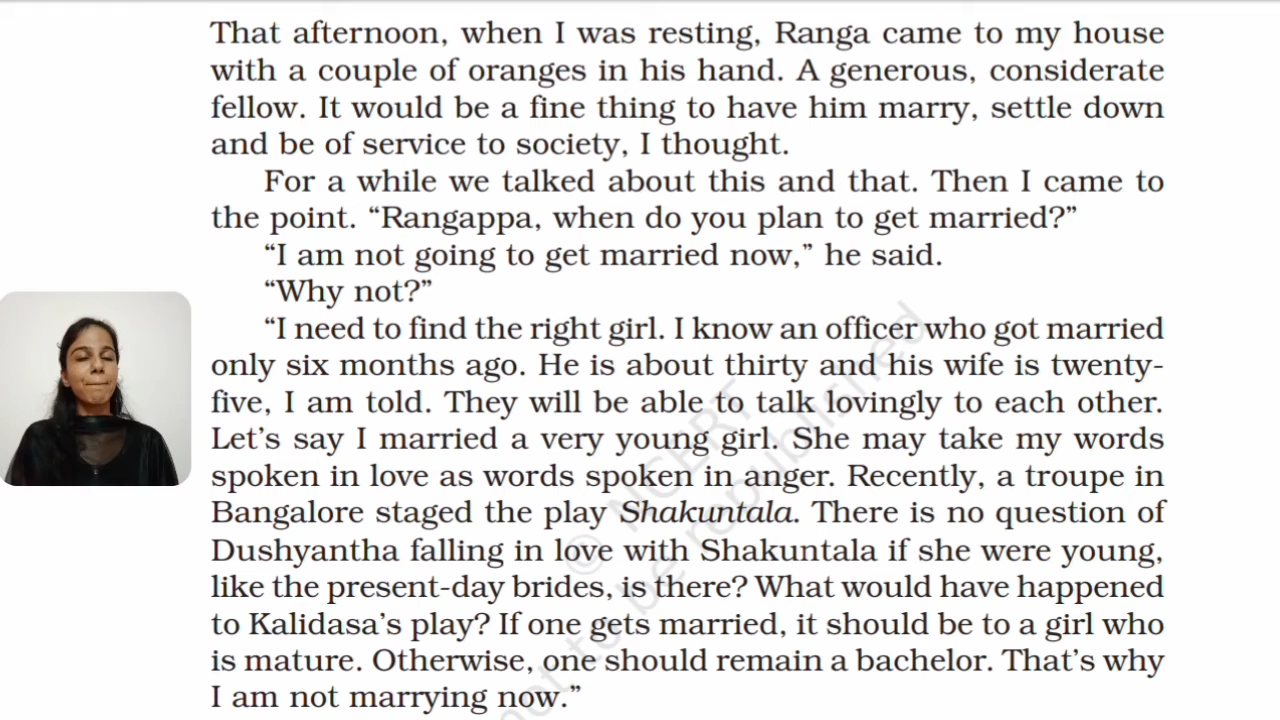 That afternoon, when I was resting, Ranga came to my house
with a couple of oranges in his hand. A generous, considerate
fellow. It would be a fine thing to have him marry, settle down
and be of service to society, I thought.
For a while we talked about this and that. Then I came to
the point. “Rangappa, when do you plan to get married?”
“I am not going to get married now,” he said.
“Why not?”
“I need to find the right girl. I know an officer who got married
only six months ago. He is about thirty and his wife is twenty-
five, I am told. They will be able to talk lovingly to each other.
Let’s say I married a very young girl. She may take my words
spoken in love as words spoken in anger. Recently, a troupe in
Bangalore staged the play Shakuntala. There is no question of
Dushyantha falling in love with Shakuntala if she were young,
like the present-day brides, is there? What would have happened
to Kalidasa’s play? If one gets married, it should be to a girl who
is mature. Otherwise, one should remain a bachelor. That’s why
I am not marrying now.”
© NCERT
not to be republished